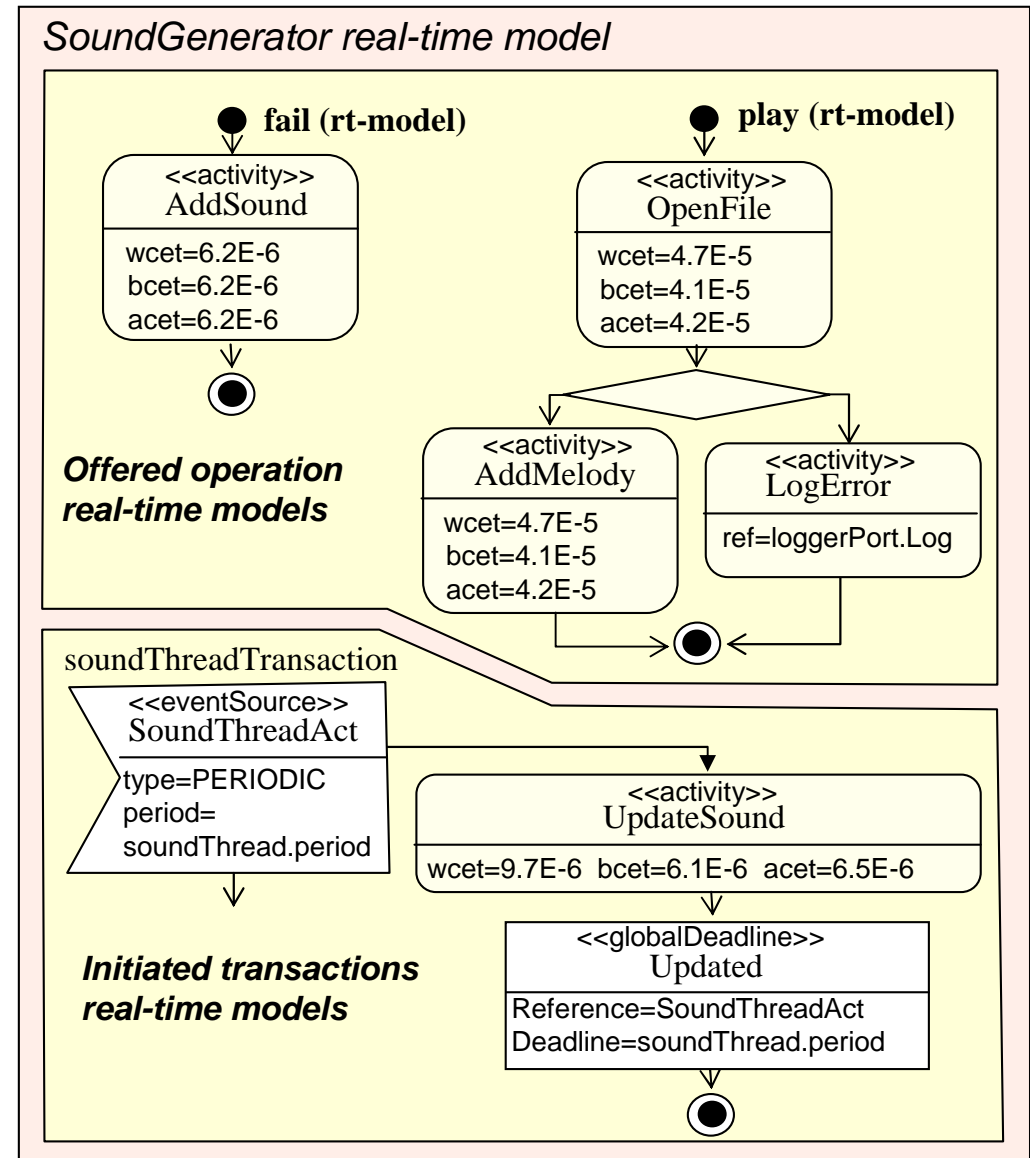 SoundGenerator real-time model
fail (rt-model)
<<activity>>
AddSound
wcet=6.2E-6
bcet=6.2E-6
acet=6.2E-6
play (rt-model)
<<activity>>
OpenFile
wcet=4.7E-5
bcet=4.1E-5
acet=4.2E-5
<<activity>>
AddMelody
wcet=4.7E-5
bcet=4.1E-5
acet=4.2E-5
<<activity>>
LogError
ref=loggerPort.Log
Offered operation
real-time models
soundThreadTransaction
<<eventSource>>
SoundThreadAct
type=PERIODIC
period=
soundThread.period
<<activity>>
UpdateSound
wcet=9.7E-6 bcet=6.1E-6 acet=6.5E-6
<<globalDeadline>>
Updated
Reference=SoundThreadAct
Deadline=soundThread.period
Initiated transactions
real-time models